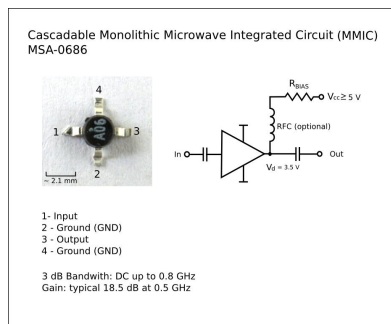 Cascadable Monolithic Microwave Integrated Circuit (MMIC)
MSA-0686
4
1
A06
3
2
~ 2.1 mm
R_BIAS
Vcc≥ 5 V
RFC (optional)
In
Out
Vd = 3.5 V
1- Input
2 - Ground (GND)
3 - Output
4 - Ground (GND)
3 dB Bandwith: DC up to 0.8 GHz
Gain: typical 18.5 dB at 0.5 GHz